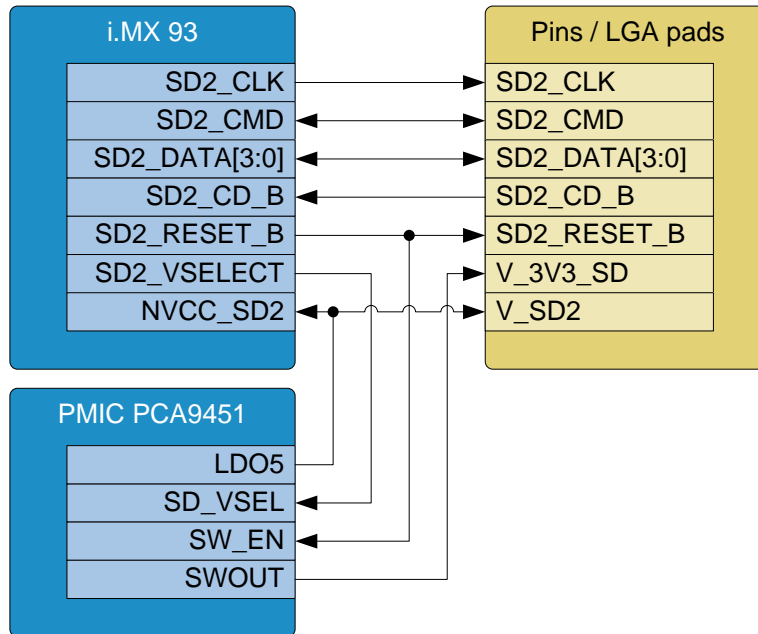 i.MX 93
SD2_CLK
SD2_CMD
SD2_DATA[3:0]
SD2_CD_B
SD2_RESET_B
SD2_VSELECT
NVCC_SD2
Pins / LGA pads
SD2_CLK
SD2_CMD
SD2_DATA[3:0]
SD2_CD_B
SD2_RESET_B
V_3V3_SD
V_SD2
PMIC PCA9451
LDO5
SD_VSEL
SW_EN
SWOUT